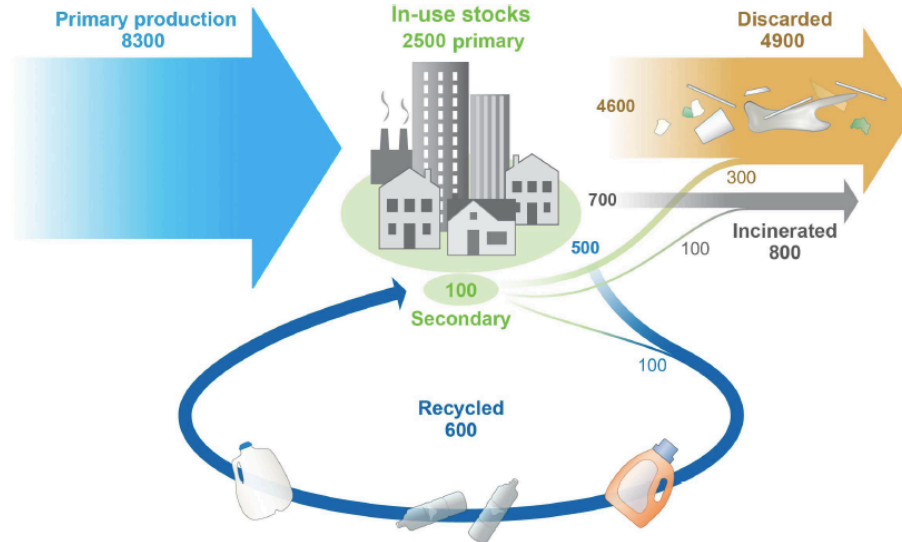 Primary production
8300
In-use stocks
2500 primary
Discarded
4900
4600
300
700
Incinerated
800
500
100
100
Secondary
100
Recycled
600